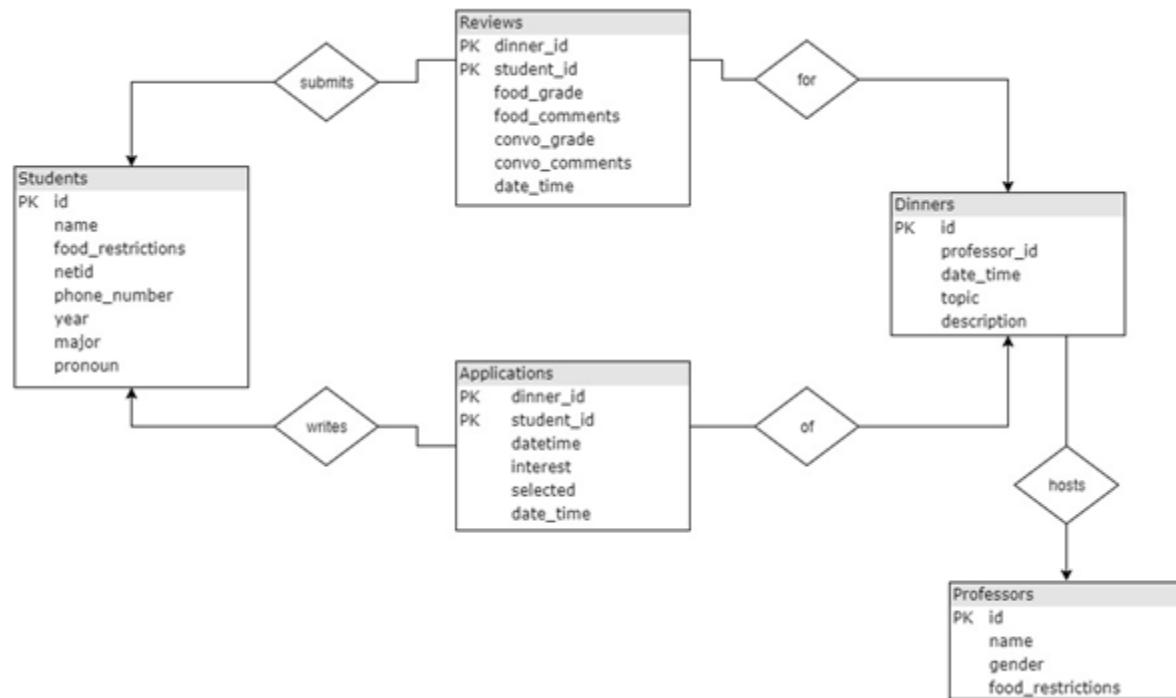 Reviews
PK dinner_id
PK student_id
food_grade
food_comments
convo_grade
convo_comments
date_time
submits
for
Students
PK id
name
food_restrictions
netid
phone_number
year
major
pronoun
Dinners
PK id
professor_id
date_time
topic
description
Applications
PK dinner_id
PK student_id
datetime
interest
selected
date_time
writes
of
hosts
Professors
PK id
name
gender
food_restrictions